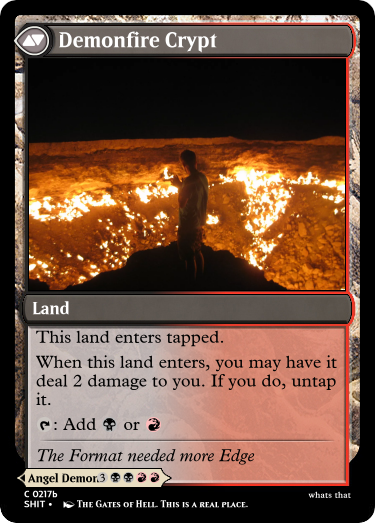 Demonfire Crypt
Land
This land enters tapped.
When this land enters, you may have it
deal 2 damage to you. If you do, untap
it.
: Add or
The Format needed more Edge
Angel Demon 3
C 0217b
SHIT • The Gates of Hell. This is a real place.
whats that